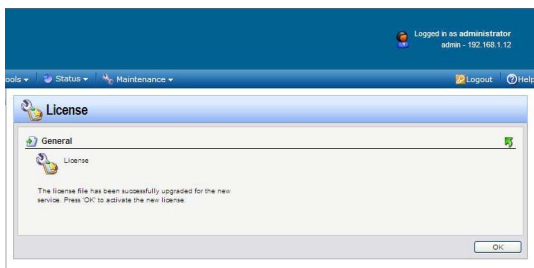 Logged in as administrator
admin - 192.168.1.12
ools Status Maintenance
Logout Help
License
General
License
The license file has been successfully upgraded for the new
service. Press 'OK' to activate the new license.
OK